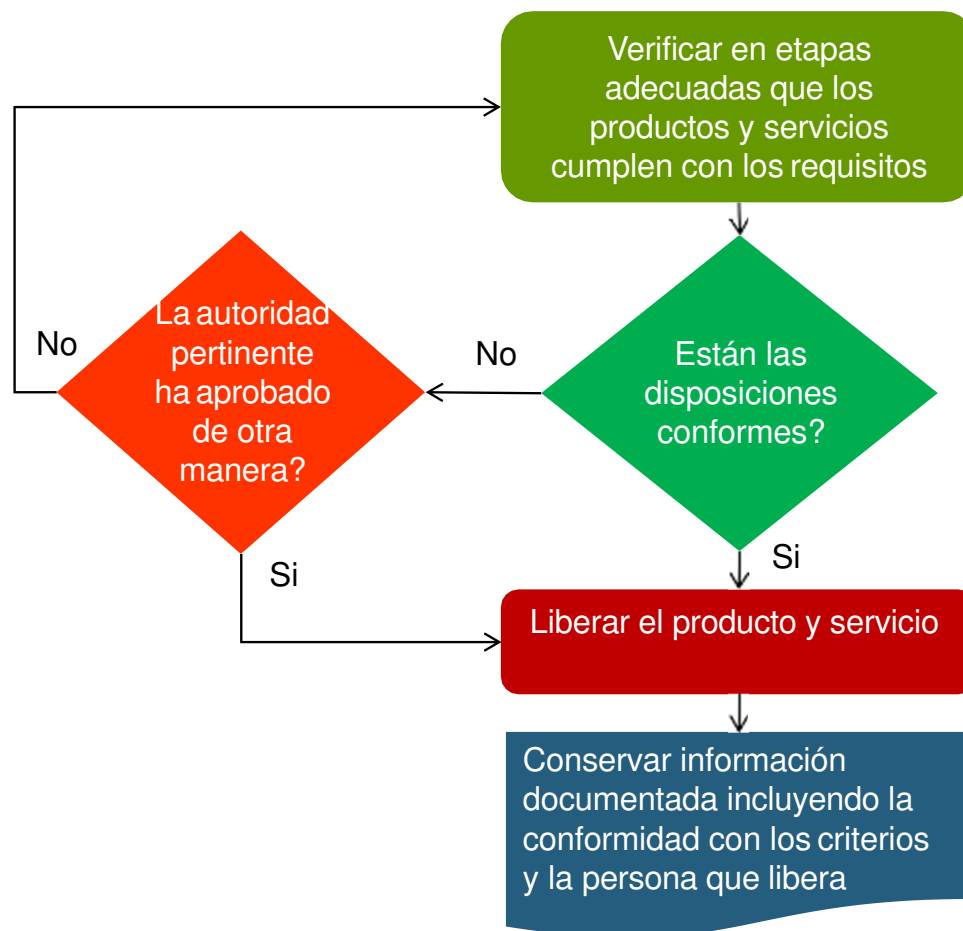 Verificar en etapas
adecuadas que los
productos y servicios
cumplen con los requisitos
La autoridad
pertinente
ha aprobado
de otra
manera?
No
No
Están las
disposiciones
conformes?
Si
Si
Liberar el producto y servicio
Conservar información
documentada incluyendo la
conformidad con los criterios
y la persona que libera